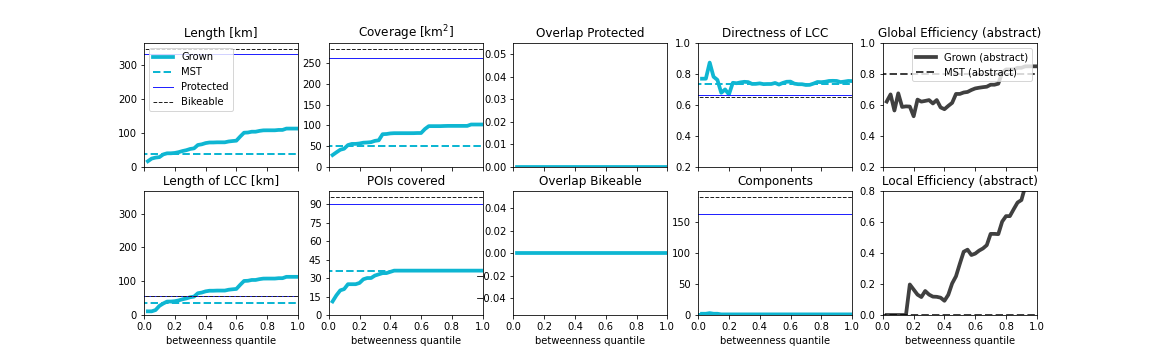 Length [km]
350
300
200
100
0
Grown
MST
Protected
Bikeable
Coverage [km2]
250
200
150
100
50
0
Overlap Protected
0.05
0.04
0.03
0.02
0.01
0.00
Directness of LCC
1.0
0.8
0.6
0.4
0.2
Global Efficiency (abstract)
1.0
0.8
0.6
0.4
0.2
Grown (abstract)
MST (abstract)
Length of LCC [km]
300
200
100
0
0.0 0.2 0.4 0.6 0.8 1.0
betweenness quantile
POIs covered
90
75
60
45
30
15
0.0 0.2 0.4 0.6 0.8 1.0
betweenness quantile
Overlap Bikeable
0.04
0.02
0.00
−0.02
−0.04
0.0 0.2 0.4 0.6 0.8 1.0
betweenness quantile
Components
150
100
50
0
0.0 0.2 0.4 0.6 0.8 1.0
betweenness quantile
Local Efficiency (abstract)
0.8
0.6
0.4
0.2
0.0
0.0 0.2 0.4 0.6 0.8 1.0
betweenness quantile